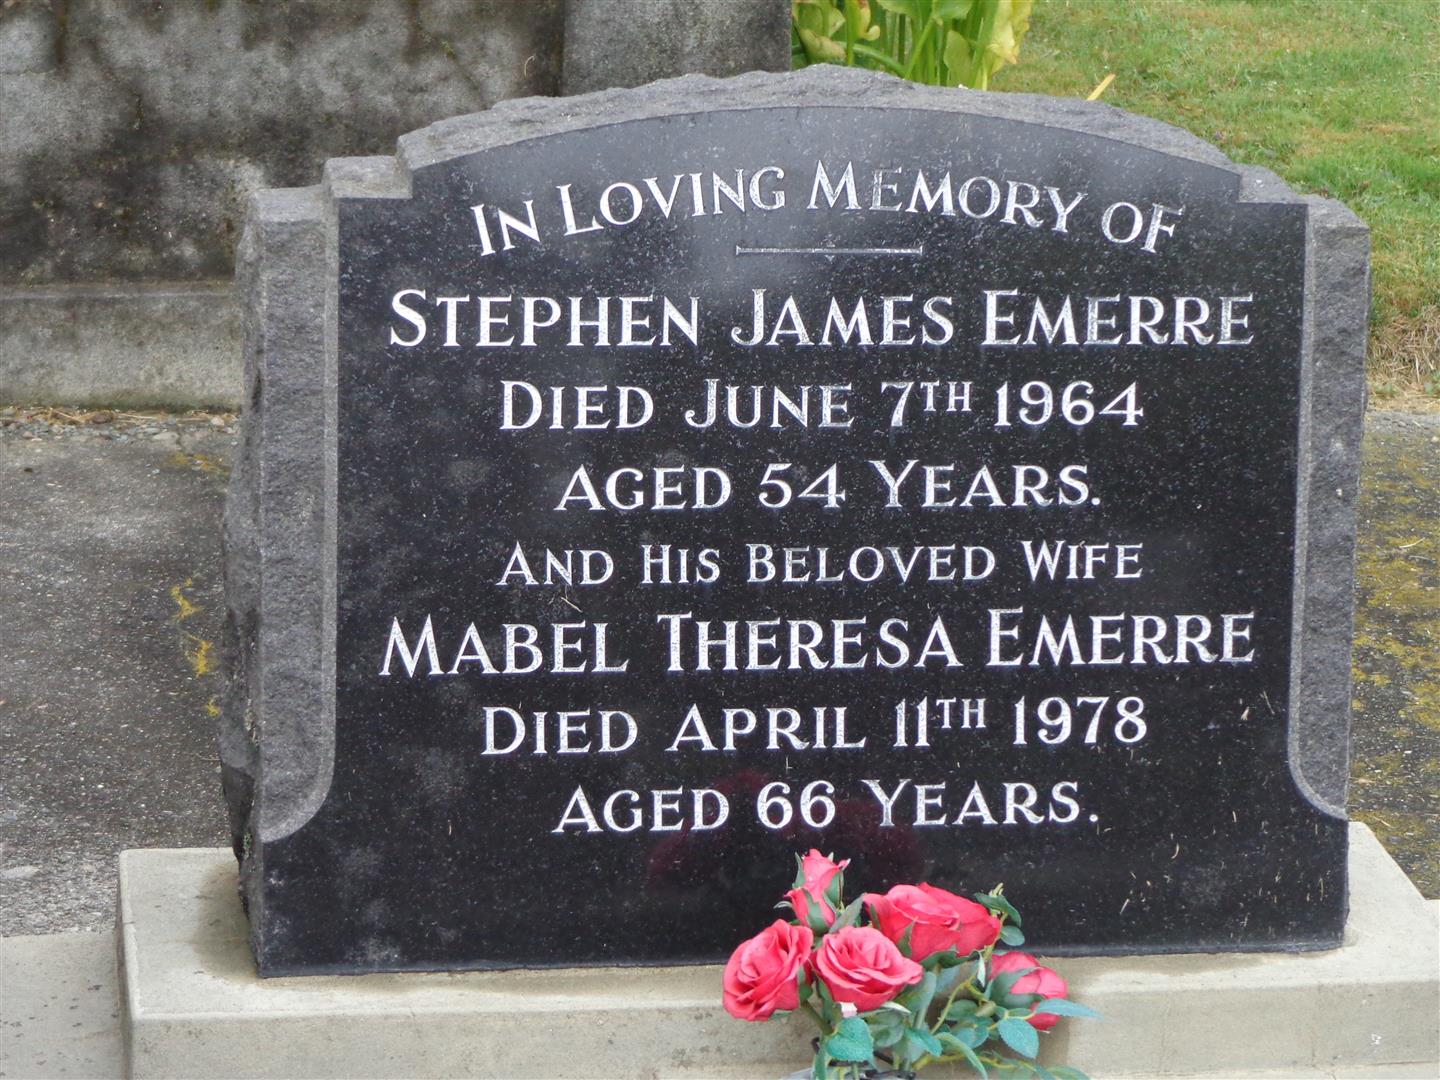 IN LOVING MEMORY OF
STEPHEN JAMES EMERRE
DIED JUNE 7TH 1964
AGED 54 YEARS.
AND HIS BELOVED WIFE
MABEL THERESA EMERRE
DIED APRIL 11TH 1978
AGED 66 YEARS.